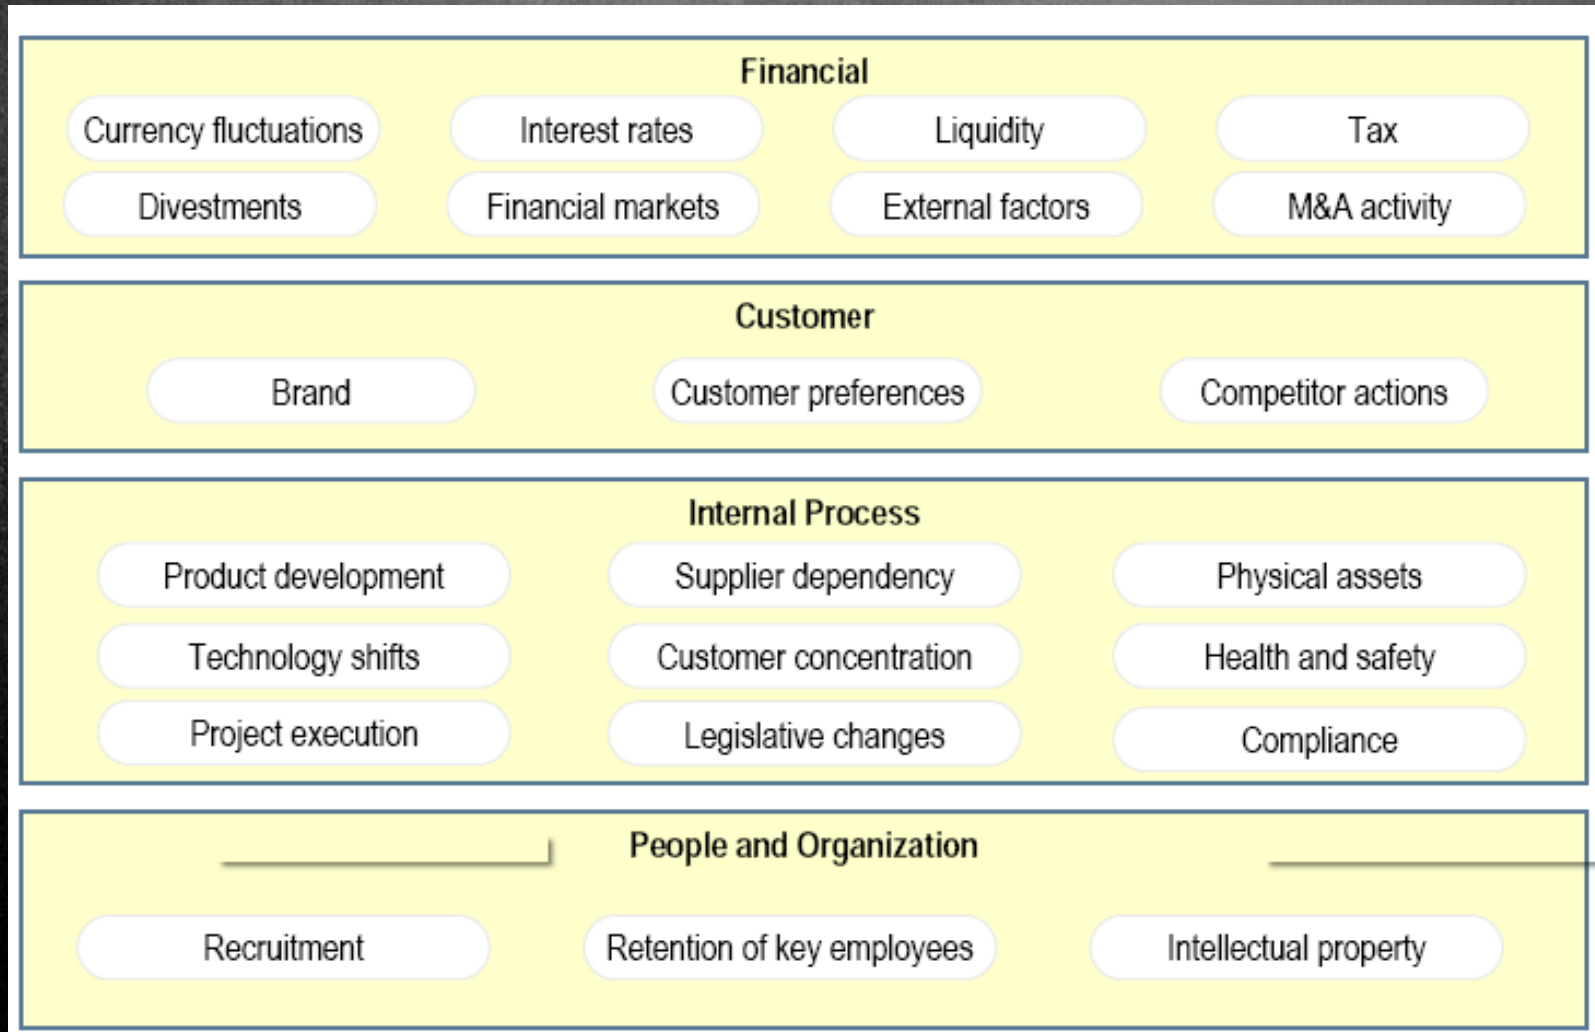 Financial
Currency fluctuations Interest rates Liquidity Tax
Divestments Financial markets External factors M&A activity
Customer
Brand Customer preferences Competitor actions
Internal Process
Product development Supplier dependency Physical assets
Technology shifts Customer concentration Health and safety
Project execution Legislative changes Compliance
People and Organization
Recruitment Retention of key employees Intellectual property